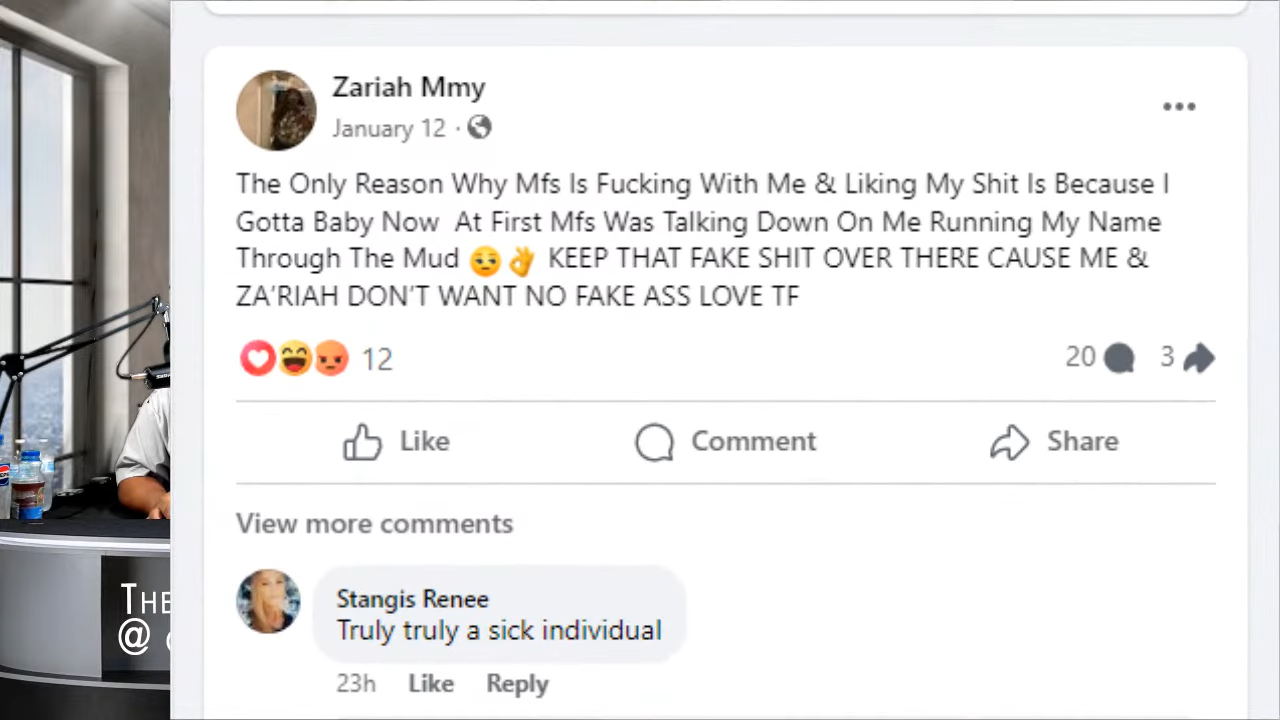 Zariah Mmy
January 12 ·
The Only Reason Why Mfs Is Fucking With Me & Liking My Shit Is Because I
Gotta Baby Now At First Mfs Was Talking Down On Me Running My Name
Through The Mud 😒👌 KEEP THAT FAKE SHIT OVER THERE CAUSE ME &
ZA'RIAH DON'T WANT NO FAKE ASS LOVE TF
12
20 3
Like Comment Share
View more comments
Stangis Renee
Truly truly a sick individual
23h Like Reply
THE
@